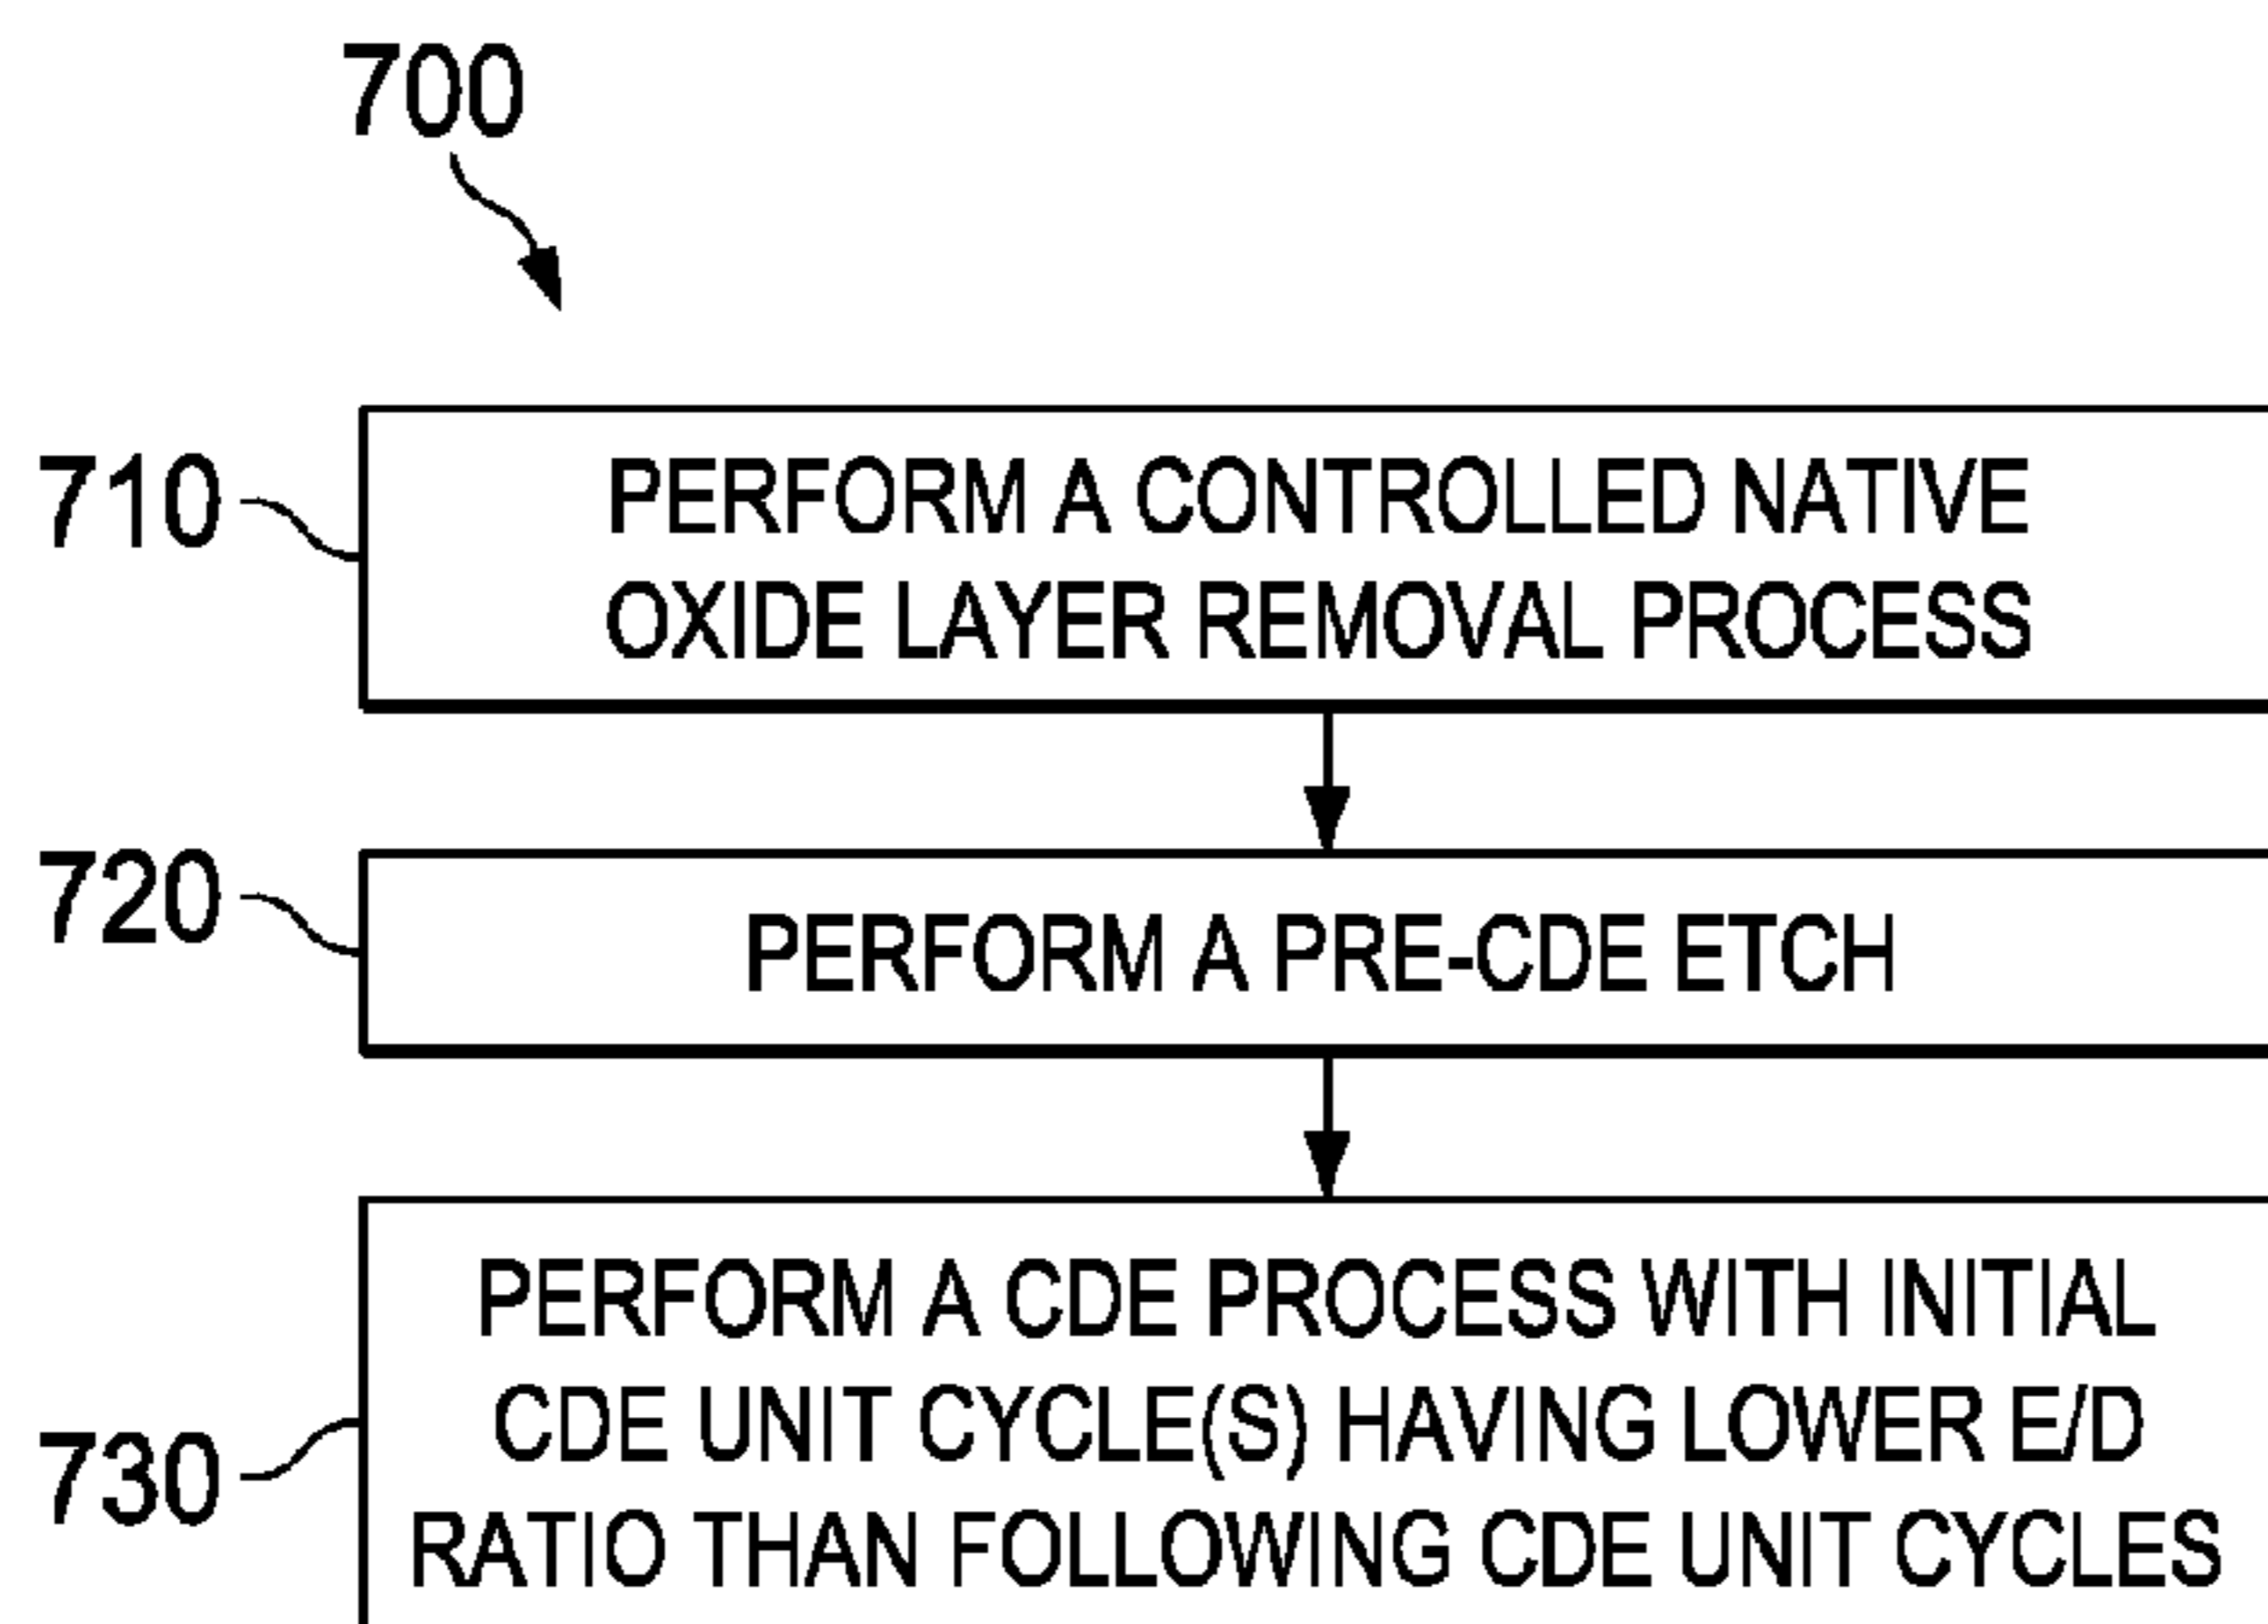 700
710
PERFORM A CONTROLLED NATIVE
OXIDE LAYER REMOVAL PROCESS
720
PERFORM A PRE-CDE ETCH
730
PERFORM A CDE PROCESS WITH INITIAL
CDE UNIT CYCLE(S) HAVING LOWER E/D
RATIO THAN FOLLOWING CDE UNIT CYCLES